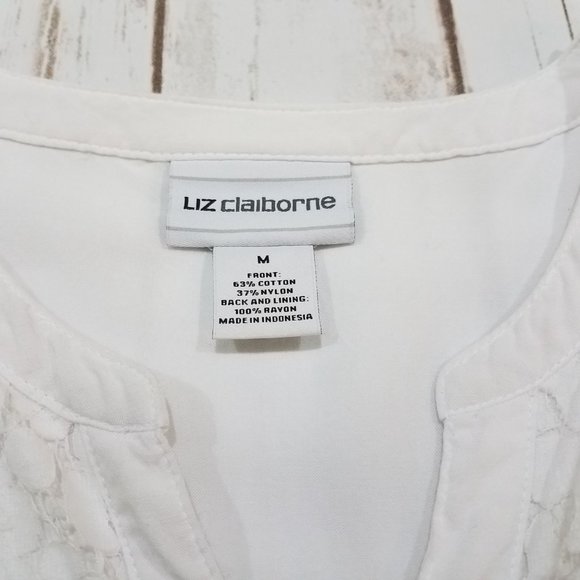 LIZ claiborne
M
FRONT:
63% COTTON
37% NYLON
BACK AND LINING:
100% RAYON
MADE IN INDONESIA